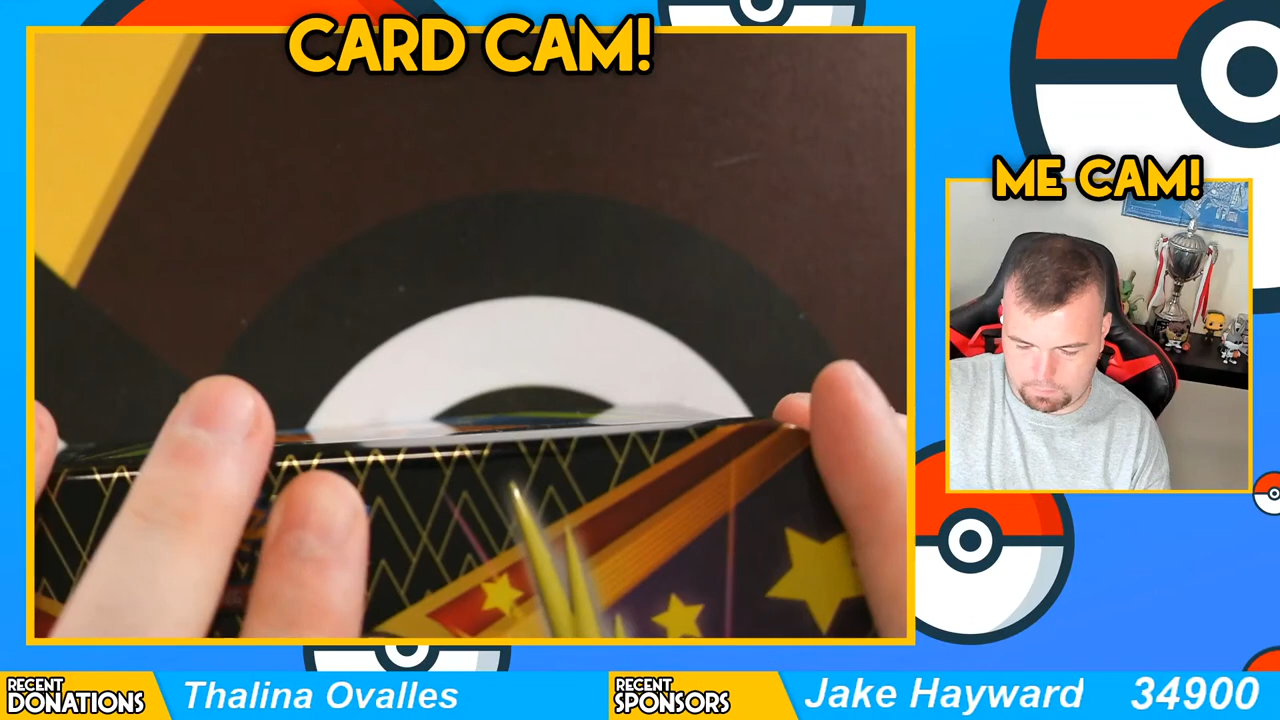 CARD CAM!
ME CAM!
RECENT
DONATIONS
Thalina Ovalles
RECENT
SPONSORS
Jake Hayward 34900